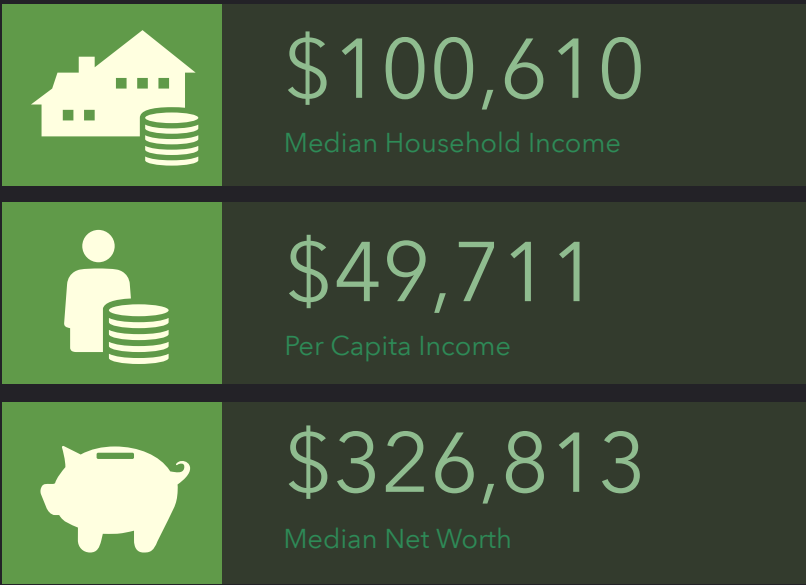 $100,610
Median Household Income
$49,711
Per Capita Income
$326,813
Median Net Worth